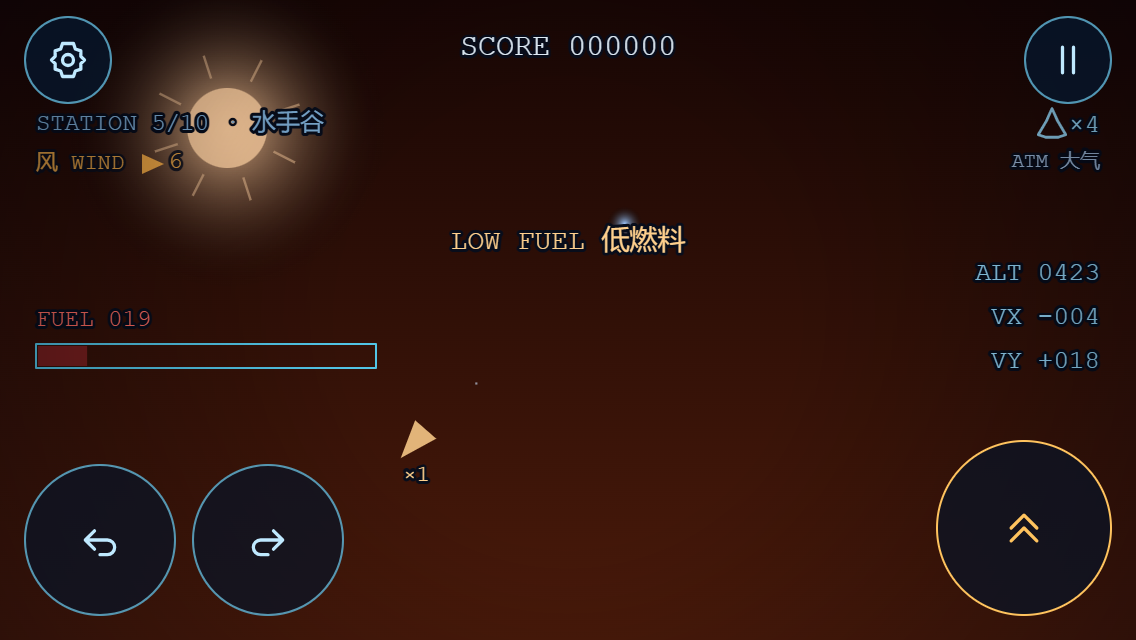 SCORE 000000
STATION 5/10 · 水手谷
×4
风 WIND ▶6
ATM 大气
LOW FUEL 低燃料
ALT 0423
FUEL 019
VX −004
VY +018
×1